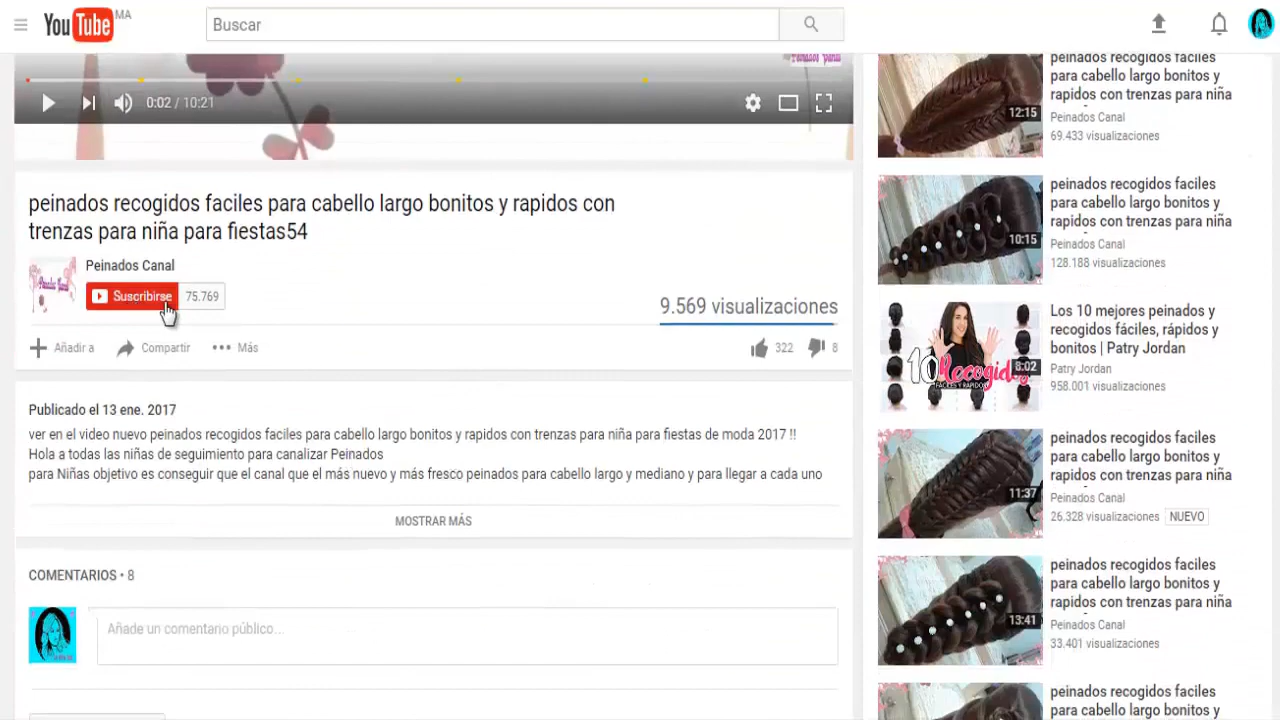 YouTube MA
Buscar
0:02 / 10:21
peinados recogidos faciles para cabello largo bonitos y rapidos con
trenzas para niña para fiestas54
Peinados Canal
Suscribirse 75.769
9.569 visualizaciones
Añadir a Compartir Más
322 8
Publicado el 13 ene. 2017
ver en el video nuevo peinados recogidos faciles para cabello largo bonitos y rapidos con trenzas para niña para fiestas de moda 2017 !!
Hola a todas las niñas de seguimiento para canalizar Peinados
para Niñas objetivo es conseguir que el canal que el más nuevo y más fresco peinados para cabello largo y mediano y para llegar a cada uno
MOSTRAR MÁS
COMENTARIOS • 8
Añade un comentario público...
peinados recogidos faciles
para cabello largo bonitos y
rapidos con trenzas para niña
Peinados Canal
69.433 visualizaciones
12:15
peinados recogidos faciles
para cabello largo bonitos y
rapidos con trenzas para niña
Peinados Canal
128.188 visualizaciones
10:15
Los 10 mejores peinados y
recogidos fáciles, rápidos y
bonitos | Patry Jordan
Patry Jordan
958.001 visualizaciones
10 Recogidos
FÁCILES Y RÁPIDOS
8:02
peinados recogidos faciles
para cabello largo bonitos y
rapidos con trenzas para niña
Peinados Canal
26.328 visualizaciones NUEVO
11:37
peinados recogidos faciles
para cabello largo bonitos y
rapidos con trenzas para niña
Peinados Canal
33.401 visualizaciones
13:41
peinados recogidos faciles
para cabello largo bonitos y